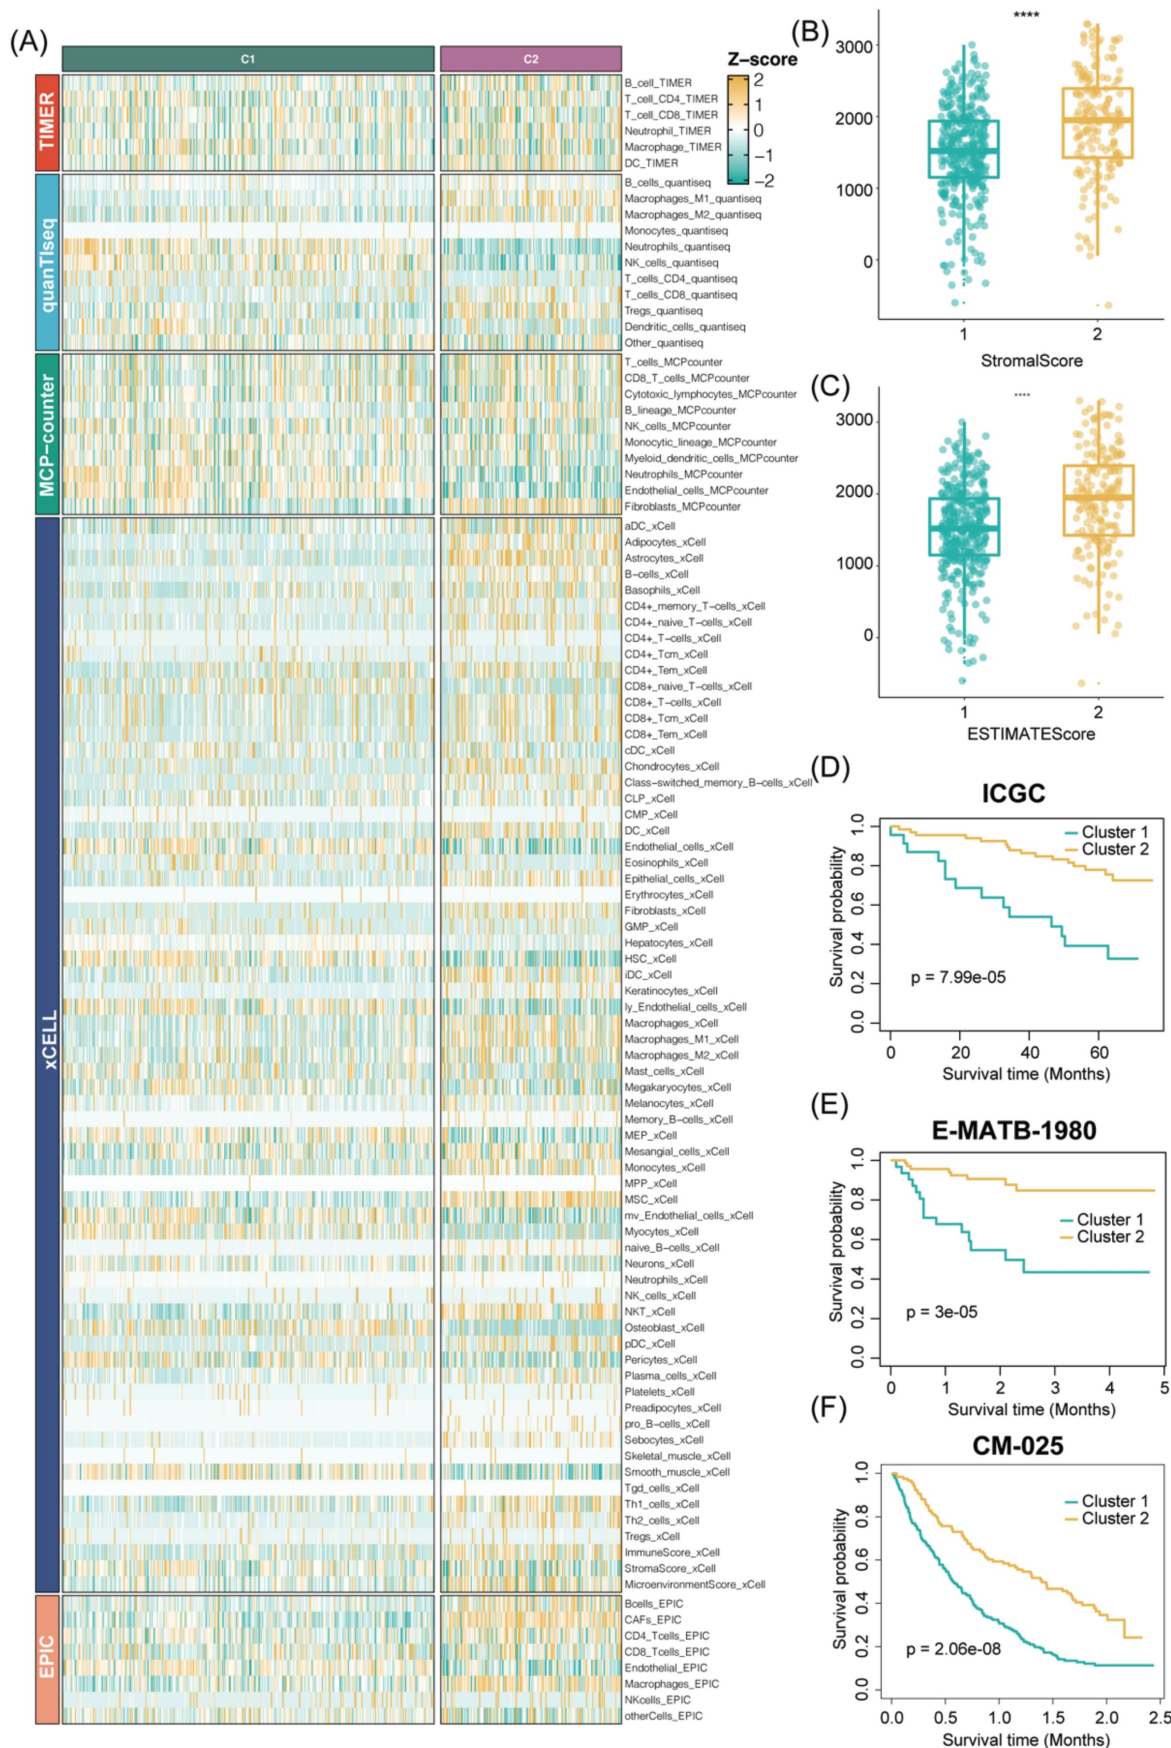 (A)
C1
C2
Z-score
2
1
0
-1
-2
TIMER
B_cell_TIMER
T_cell_CD4_TIMER
T_cell_CD8_TIMER
Neutrophil_TIMER
Macrophage_TIMER
DC_TIMER
quanTIseq
B_cells_quantiseq
Macrophages_M1_quantiseq
Macrophages_M2_quantiseq
Monocytes_quantiseq
Neutrophils_quantiseq
NK_cells_quantiseq
T_cells_CD4_quantiseq
T_cells_CD8_quantiseq
Tregs_quantiseq
Dendritic_cells_quantiseq
Other_quantiseq
MCP-counter
T_cells_MCPcounter
CD8_T_cells_MCPcounter
Cytotoxic_lymphocytes_MCPcounter
B_lineage_MCPcounter
NK_cells_MCPcounter
Monocytic_lineage_MCPcounter
Myeloid_dendritic_cells_MCPcounter
Neutrophils_MCPcounter
Endothelial_cells_MCPcounter
Fibroblasts_MCPcounter
xCELL
aDC_xCell
Adipocytes_xCell
Astrocytes_xCell
B-cells_xCell
Basophils_xCell
CD4+_memory_T-cells_xCell
CD4+_naive_T-cells_xCell
CD4+_T-cells_xCell
CD4+_Tcm_xCell
CD4+_Tem_xCell
CD8+_naive_T-cells_xCell
CD8+_T-cells_xCell
CD8+_Tcm_xCell
CD8+_Tem_xCell
cDC_xCell
Chondrocytes_xCell
Class-switched_memory_B-cells_xCell
CLP_xCell
CMP_xCell
DC_xCell
Endothelial_cells_xCell
Eosinophils_xCell
Epithelial_cells_xCell
Erythrocytes_xCell
Fibroblasts_xCell
GMP_xCell
Hepatocytes_xCell
HSC_xCell
iDC_xCell
Keratinocytes_xCell
ly_Endothelial_cells_xCell
Macrophages_xCell
Macrophages_M1_xCell
Macrophages_M2_xCell
Mast_cells_xCell
Megakaryocytes_xCell
Melanocytes_xCell
Memory_B-cells_xCell
MEP_xCell
Mesangial_cells_xCell
Monocytes_xCell
MPP_xCell
MSC_xCell
mv_Endothelial_cells_xCell
Myocytes_xCell
naive_B-cells_xCell
Neurons_xCell
Neutrophils_xCell
NK_cells_xCell
NKT_xCell
Osteoblast_xCell
pDC_xCell
Pericytes_xCell
Plasma_cells_xCell
Platelets_xCell
Preadipocytes_xCell
pro_B-cells_xCell
Sebocytes_xCell
Skeletal_muscle_xCell
Smooth_muscle_xCell
Tgd_cells_xCell
Th1_cells_xCell
Th2_cells_xCell
Tregs_xCell
ImmuneScore_xCell
StromaScore_xCell
MicroenvironmentScore_xCell
EPIC
Bcells_EPIC
CAFs_EPIC
CD4_Tcells_EPIC
CD8_Tcells_EPIC
Endothelial_EPIC
Macrophages_EPIC
NKcells_EPIC
otherCells_EPIC
(B)
****
3000
2000
1000
0
1 2
StromalScore
(C)
****
3000
2000
1000
0
1 2
ESTIMATEScore
(D)
ICGC
Cluster 1
Cluster 2
Survival probability
1.0
0.8
0.6
0.4
0.2
0.0
p = 7.99e-05
0 20 40 60
Survival time (Months)
(E)
E-MATB-1980
Cluster 1
Cluster 2
Survival probability
1.0
0.8
0.6
0.4
0.2
0.0
p = 3e-05
0 1 2 3 4 5
Survival time (Months)
(F)
CM-025
Cluster 1
Cluster 2
Survival probability
1.0
0.8
0.6
0.4
0.2
0.0
p = 2.06e-08
0.0 0.5 1.0 1.5 2.0 2.5
Survival time (Months)